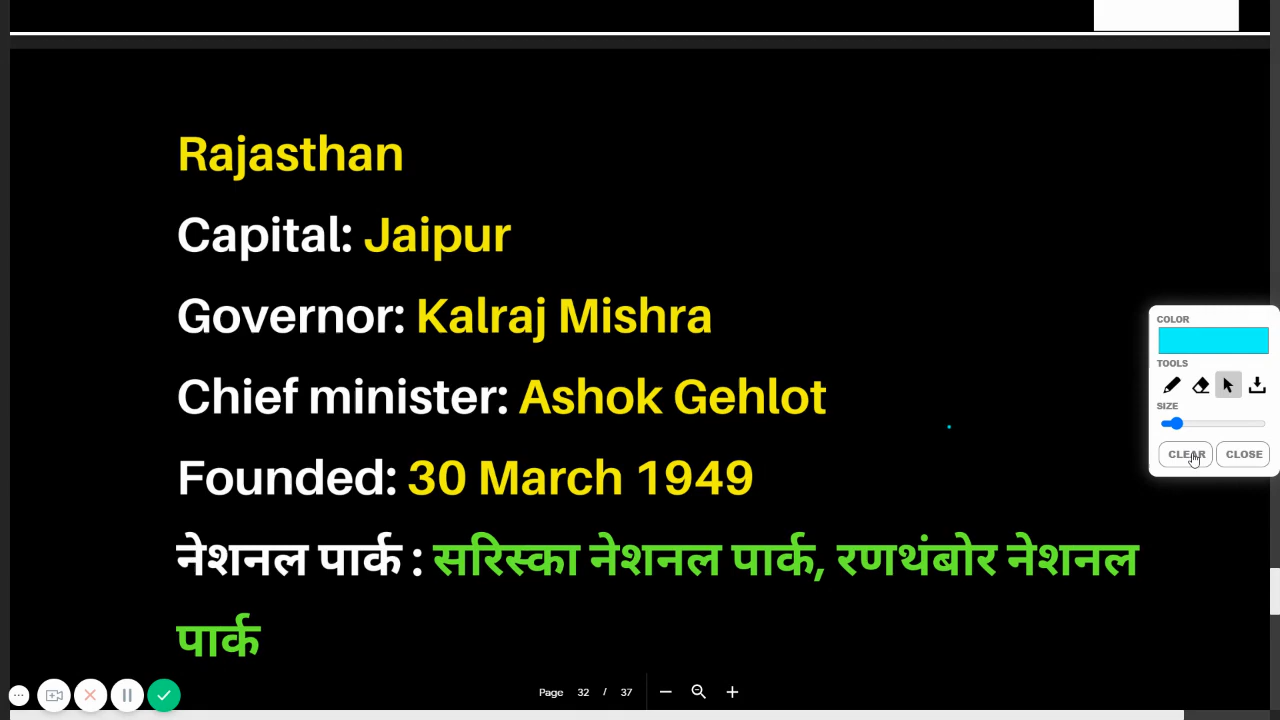 Rajasthan
Capital: Jaipur
Governor: Kalraj Mishra
Chief minister: Ashok Gehlot
Founded: 30 March 1949
नेशनल पार्क : सरिस्का नेशनल पार्क, रणथंबोर नेशनल
पार्क
COLOR
TOOLS
SIZE
CLEAR CLOSE
Page 32 / 37